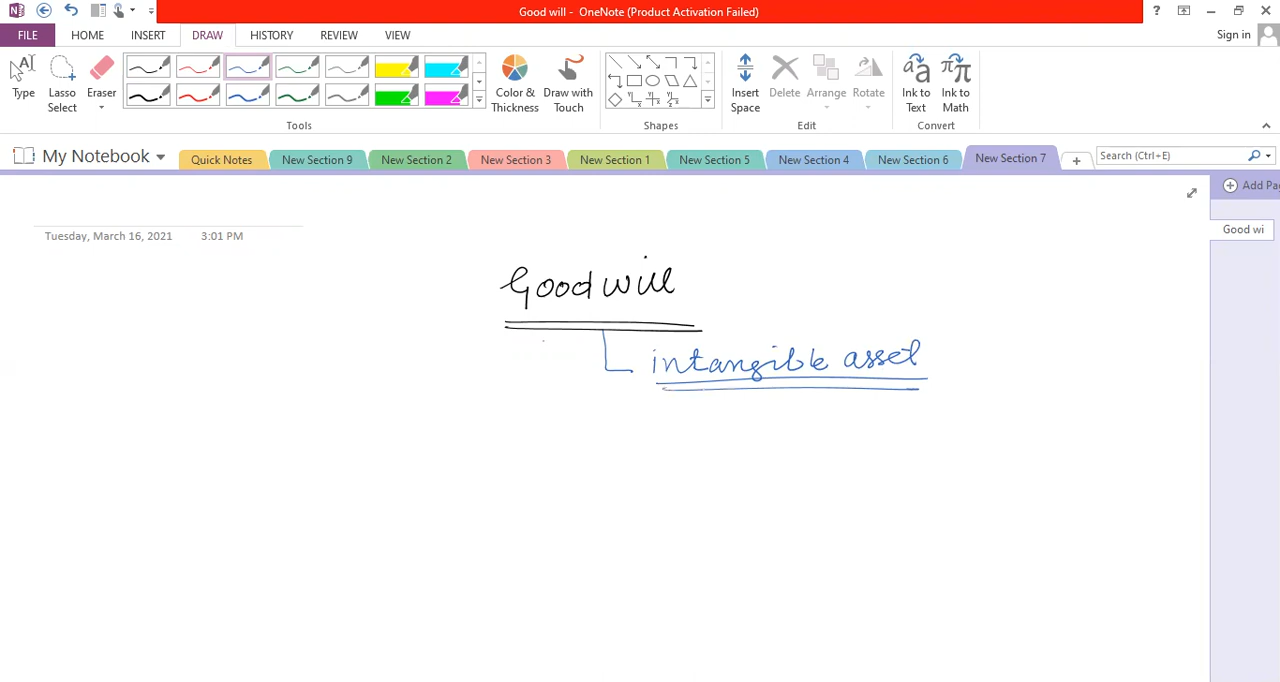 Good will - OneNote (Product Activation Failed)
?
FILE HOME INSERT DRAW HISTORY REVIEW VIEW
Sign in
Type
Lasso Select
Eraser
Color & Thickness
Draw with Touch
Insert Space
Delete
Arrange
Rotate
Ink to Text
Ink to Math
Tools
Shapes
Edit
Convert
My Notebook
Quick Notes New Section 9 New Section 2 New Section 3 New Section 1 New Section 5 New Section 4 New Section 6 New Section 7
Search (Ctrl+E)
Add Pa
Good wi
Tuesday, March 16, 2021 3:01 PM
Goodwill
intangible asset